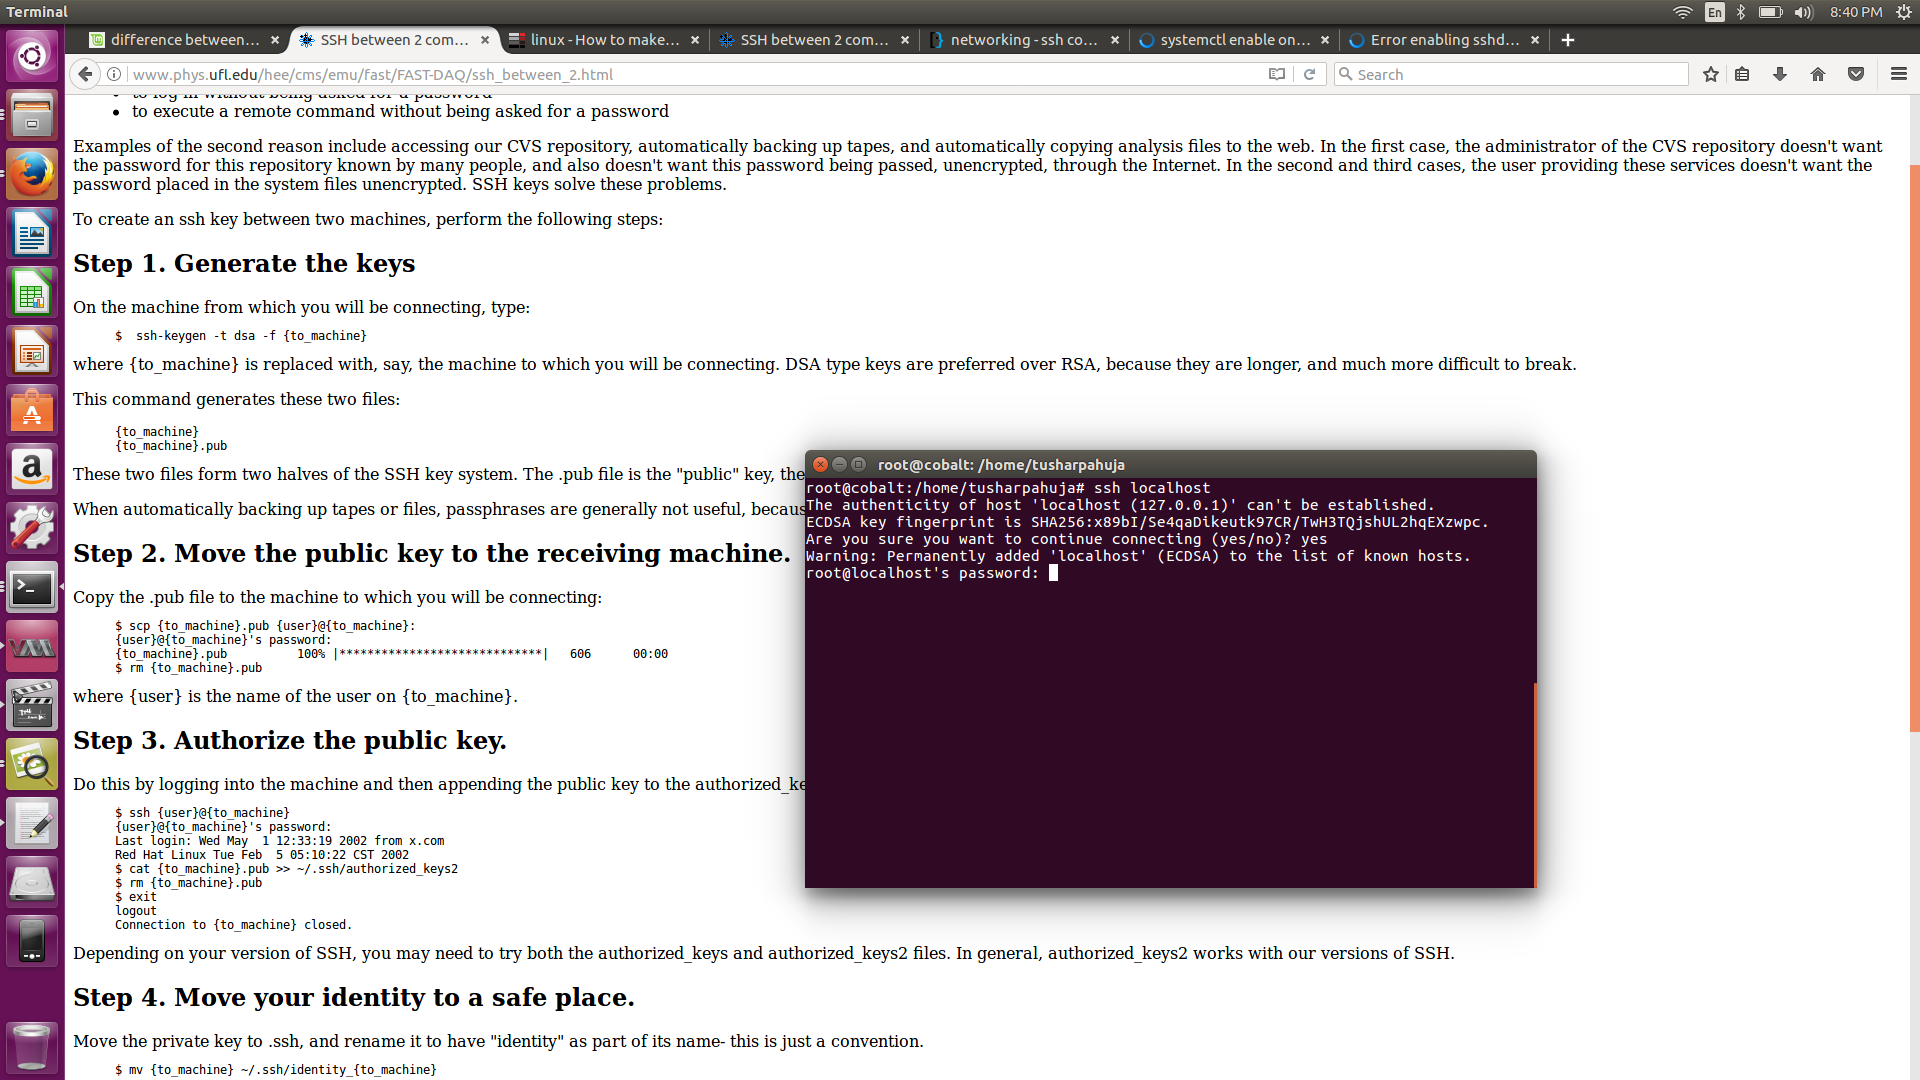 Terminal
En
8:40 PM
difference between...
SSH between 2 com...
linux - How to make...
SSH between 2 com...
networking - ssh co...
systemctl enable on...
Error enabling sshd...
www.phys.ufl.edu/hee/cms/emu/fast/FAST-DAQ/ssh_between_2.html
Search
to log in without being asked for a password
to execute a remote command without being asked for a password
Examples of the second reason include accessing our CVS repository, automatically backing up tapes, and automatically copying analysis files to the web. In the first case, the administrator of the CVS repository doesn't want
the password for this repository known by many people, and also doesn't want this password being passed, unencrypted, through the Internet. In the second and third cases, the user providing these services doesn't want the
password placed in the system files unencrypted. SSH keys solve these problems.
To create an ssh key between two machines, perform the following steps:
Step 1. Generate the keys
On the machine from which you will be connecting, type:
$  ssh-keygen -t dsa -f {to_machine}
where {to_machine} is replaced with, say, the machine to which you will be connecting. DSA type keys are preferred over RSA, because they are longer, and much more difficult to break.
This command generates these two files:
{to_machine}
{to_machine}.pub
These two files form two halves of the SSH key system. The .pub file is the "public" key, the
When automatically backing up tapes or files, passphrases are generally not useful, becaus
Step 2. Move the public key to the receiving machine.
Copy the .pub file to the machine to which you will be connecting:
$ scp {to_machine}.pub {user}@{to_machine}:
{user}@{to_machine}'s password:
{to_machine}.pub          100% |*****************************|   606      00:00
$ rm {to_machine}.pub
where {user} is the name of the user on {to_machine}.
Step 3. Authorize the public key.
Do this by logging into the machine and then appending the public key to the authorized_ke
$ ssh {user}@{to_machine}
{user}@{to_machine}'s password:
Last login: Wed May  1 12:33:19 2002 from x.com
Red Hat Linux Tue Feb  5 05:10:22 CST 2002
$ cat {to_machine}.pub >> ~/.ssh/authorized_keys2
$ rm {to_machine}.pub
$ exit
logout
Connection to {to_machine} closed.
Depending on your version of SSH, you may need to try both the authorized_keys and authorized_keys2 files. In general, authorized_keys2 works with our versions of SSH.
Step 4. Move your identity to a safe place.
Move the private key to .ssh, and rename it to have "identity" as part of its name- this is just a convention.
$ mv {to_machine} ~/.ssh/identity_{to_machine}
root@cobalt: /home/tusharpahuja
root@cobalt:/home/tusharpahuja# ssh localhost
The authenticity of host 'localhost (127.0.0.1)' can't be established.
ECDSA key fingerprint is SHA256:x89bI/Se4qaDikeutk97CR/TwH3TQjshUL2hqEXzwpc.
Are you sure you want to continue connecting (yes/no)? yes
Warning: Permanently added 'localhost' (ECDSA) to the list of known hosts.
root@localhost's password: